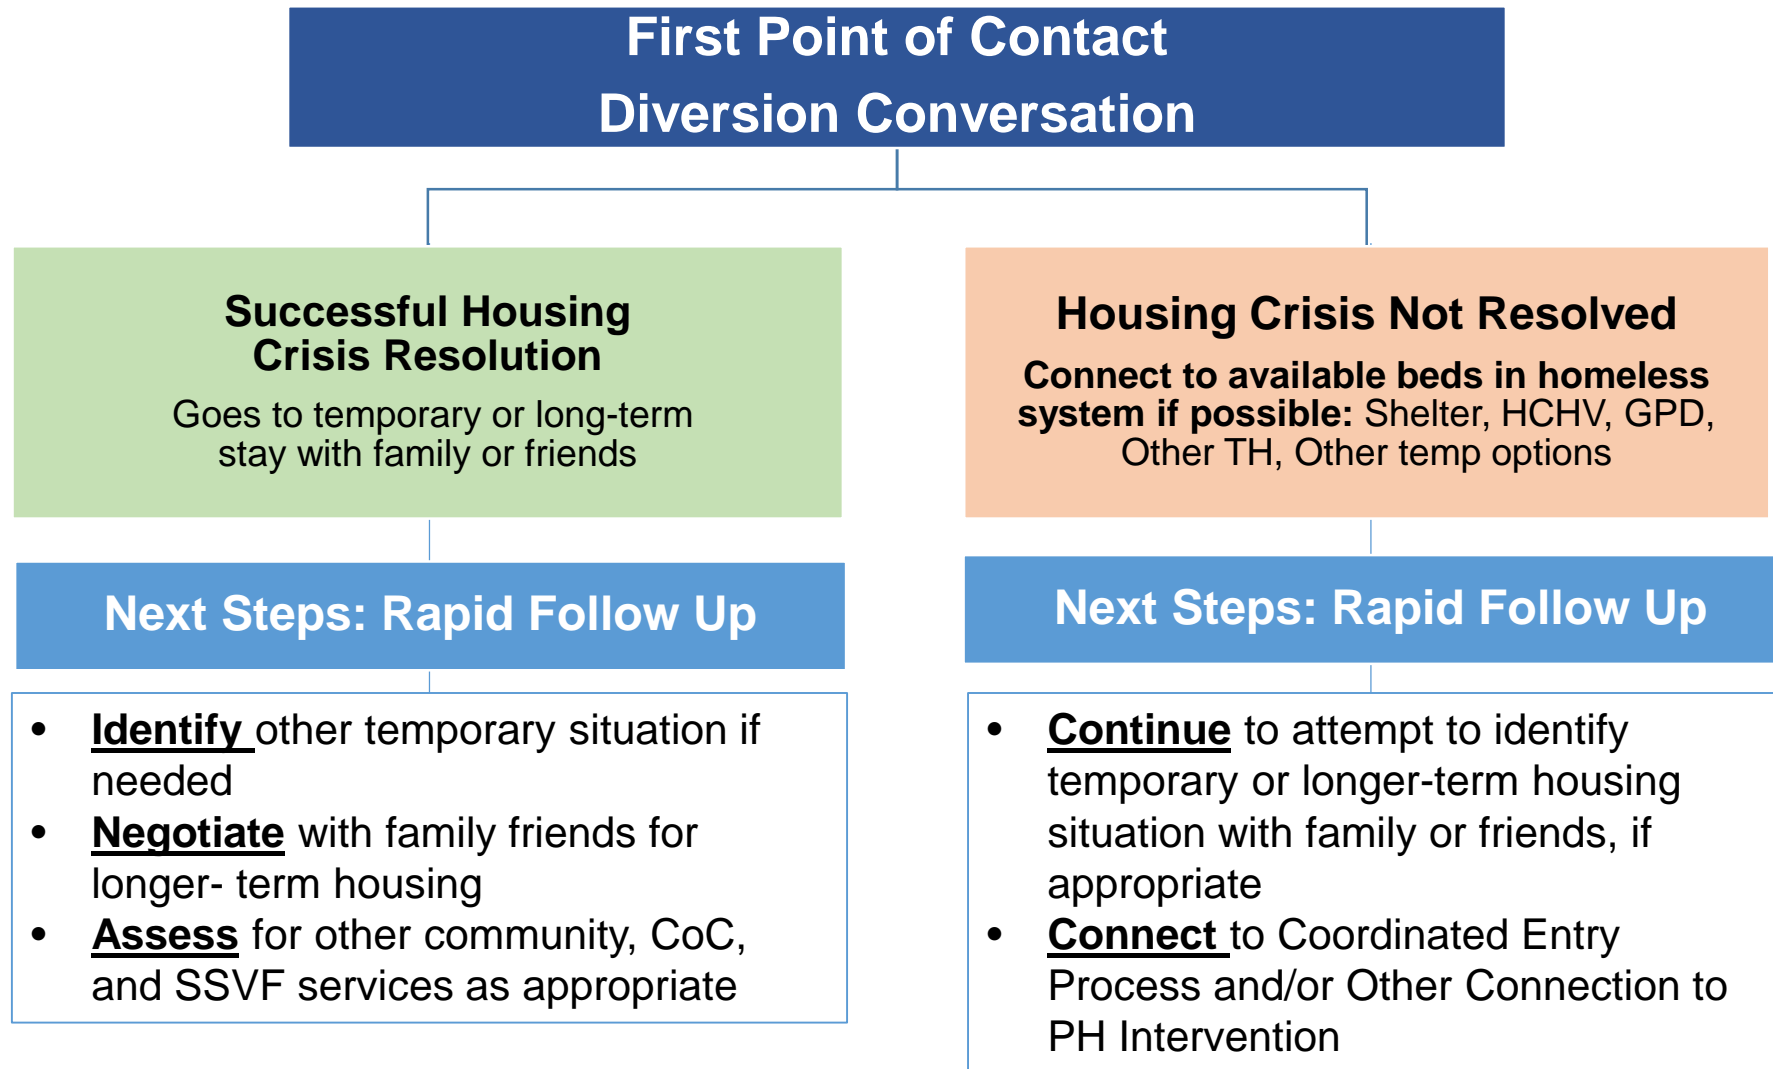 First Point of Contact
Diversion Conversation
Successful Housing
Crisis Resolution
Goes to temporary or long-term
stay with family or friends
Next Steps: Rapid Follow Up
• Identify other temporary situation if
needed
• Negotiate with family friends for
longer- term housing
• Assess for other community, CoC,
and SSVF services as appropriate
Housing Crisis Not Resolved
Connect to available beds in homeless
system if possible: Shelter, HCHV, GPD,
Other TH, Other temp options
Next Steps: Rapid Follow Up
• Continue to attempt to identify
temporary or longer-term housing
situation with family or friends, if
appropriate
• Connect to Coordinated Entry
Process and/or Other Connection to
PH Intervention